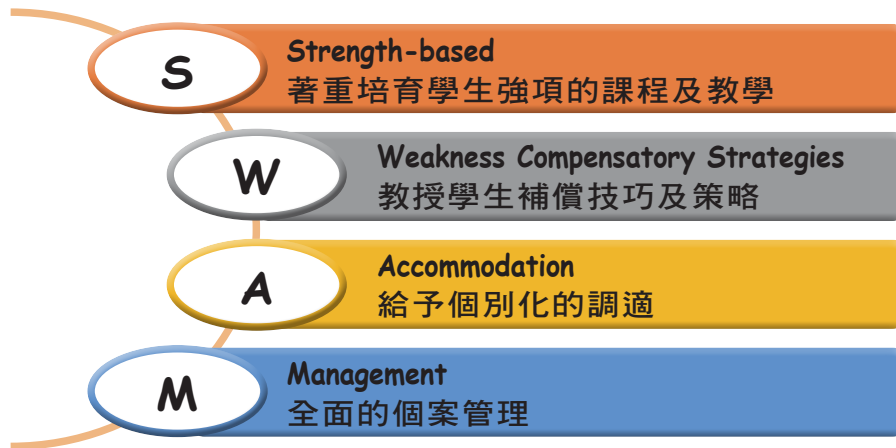 S
Strength-based
著重培育學生強項的課程及教學
W
Weakness Compensatory Strategies
教授學生補償技巧及策略
A
Accommodation
給予個別化的調適
M
Management
全面的個案管理